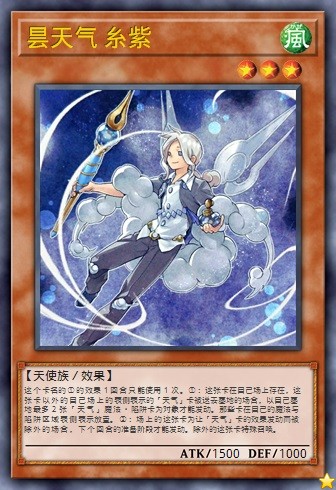 昙天气 糸紫
風
【天使族／效果】
这个卡名的①的效果1回合只能使用1次。①：这张卡在自己场上存在，这
张卡以外的自己场上的表侧表示的「天气」卡被送去墓地的场合，以自己墓
地最多2张「天气」魔法・陷阱卡为对象才能发动。那些卡在自己的魔法与
陷阱区域表侧表示放置。②：场上的这张卡为让「天气」卡的效果发动而被
除外的场合，下个回合的准备阶段才能发动。除外的这张卡特殊召唤。
ATK/1500 DEF/1000